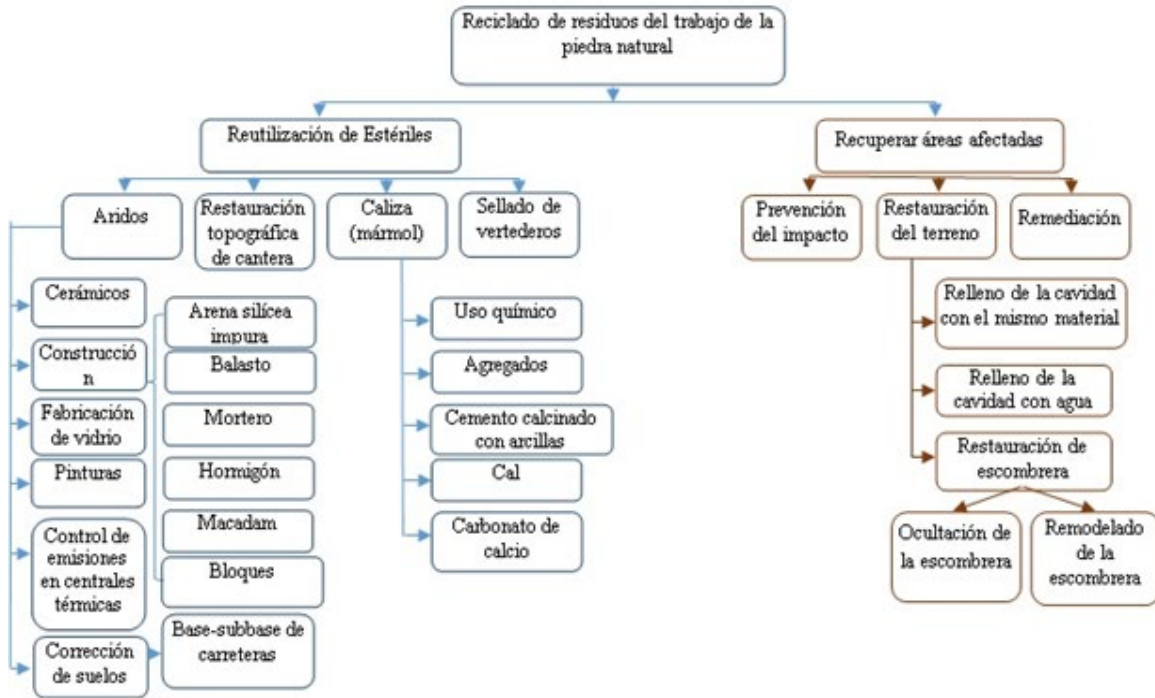 Reciclado de residuos del trabajo de la
piedra natural
Reutilización de Estériles
Recuperar áreas afectadas
Aridos
Restauración
topográfica
de cantera
Caliza
(mármol)
Sellado de
vertederos
Prevención
del impacto
Restauración
del terreno
Remediación
Cerámicos
Construcció
n
Fabricación
de vidrio
Pinturas
Control de
emisiones
en centrales
térmicas
Corrección
de suelos
Arena silícea
impura
Balasto
Mortero
Hormigón
Macadam
Bloques
Base-subbase de
carreteras
Uso químico
Agregados
Cemento calcinado
con arcillas
Cal
Carbonato de
calcio
Relleno de la cavidad
con el mismo material
Relleno de la
cavidad con agua
Restauración de
escombrera
Ocultación de
la escombrera
Remodelado
de la
escombrera